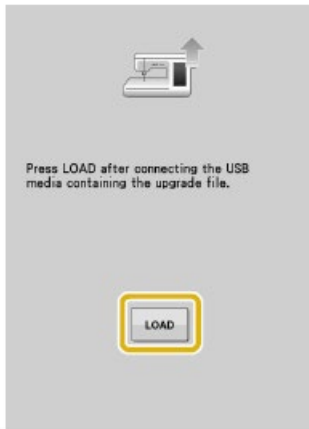 Press LOAD after connecting the USB
media containing the upgrade file.
LOAD